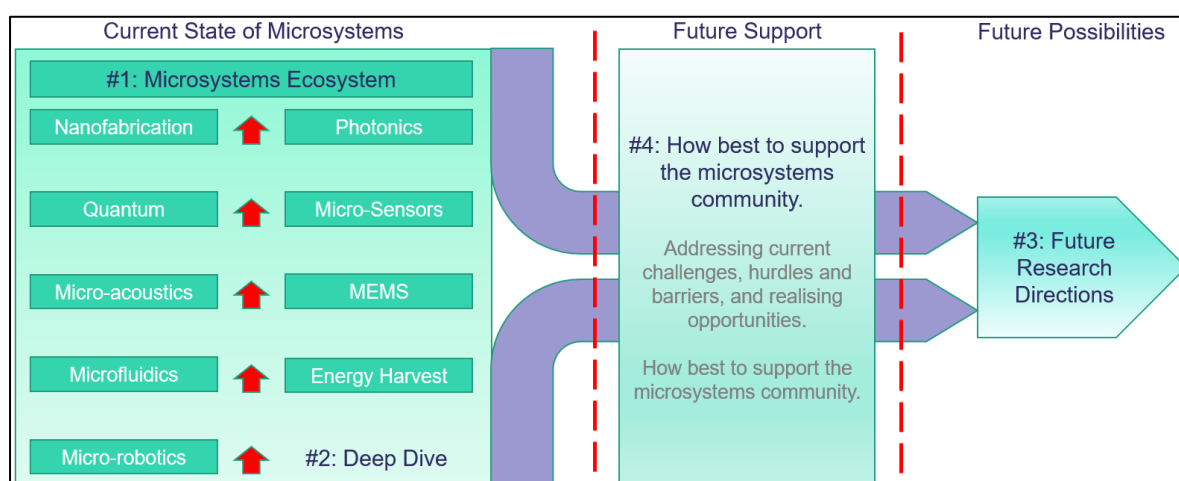 Current State of Microsystems
Future Support
Future Possibilities
#1: Microsystems Ecosystem
Nanofabrication
Photonics
Quantum
Micro-Sensors
Micro-acoustics
MEMS
Microfluidics
Energy Harvest
Micro-robotics
#2: Deep Dive
#4: How best to support
the microsystems
community.
Addressing current
challenges, hurdles and
barriers, and realising
opportunities.
How best to support the
microsystems community.
#3: Future
Research
Directions